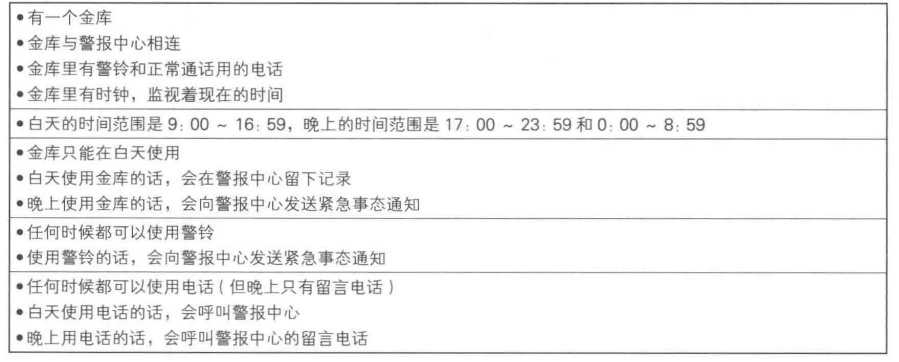 ●有一个金库
●金库与警报中心相连
●金库里有警铃和正常通话用的电话
●金库里有时钟，监视着现在的时间
●白天的时间范围是 9：00 ~ 16：59，晚上的时间范围是 17：00 ~ 23：59 和 0：00 ~ 8：59
●金库只能在白天使用
●白天使用金库的话，会在警报中心留下记录
●晚上使用金库的话，会向警报中心发送紧急事态通知
●任何时候都可以使用警铃
●使用警铃的话，会向警报中心发送紧急事态通知
●任何时候都可以使用电话（但晚上只有留言电话）
●白天使用电话的话，会呼叫警报中心
●晚上用电话的话，会呼叫警报中心的留言电话